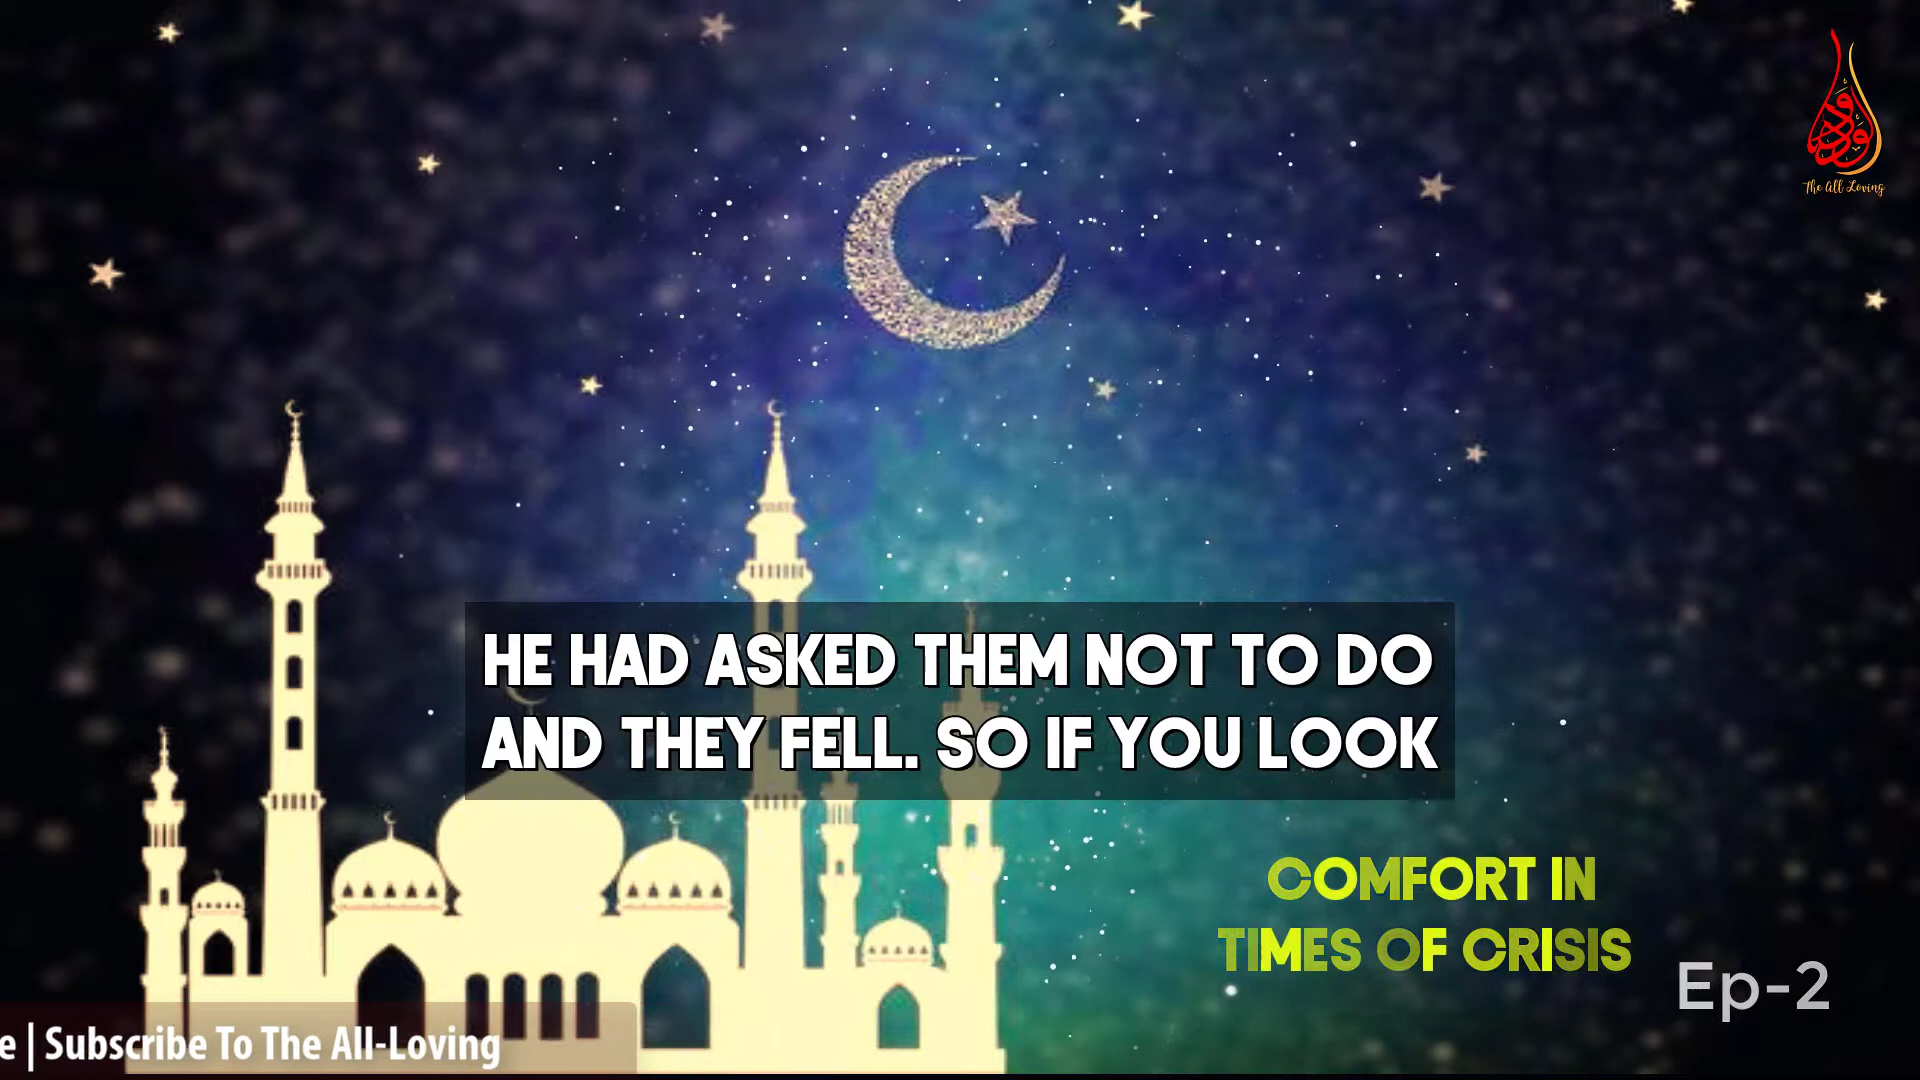 The All Loving
HE HAD ASKED THEM NOT TO DO
AND THEY FELL. SO IF YOU LOOK
COMFORT IN
TIMES OF CRISIS
Ep-2
e | Subscribe To The All-Loving